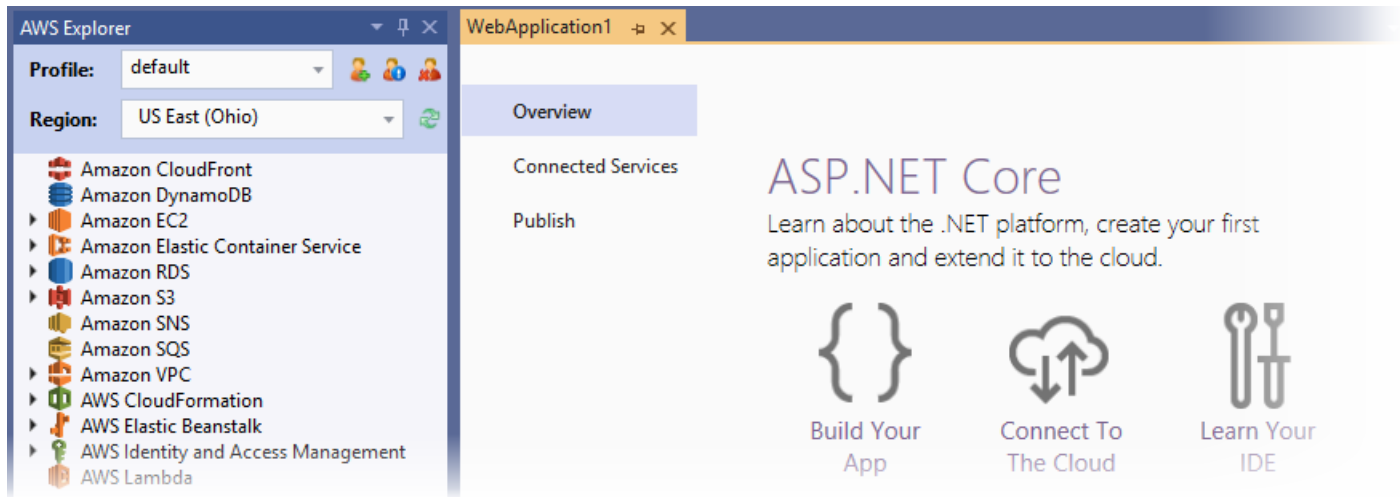 AWS Explorer
Profile:
default
Region:
US East (Ohio)
Amazon CloudFront
Amazon DynamoDB
Amazon EC2
Amazon Elastic Container Service
Amazon RDS
Amazon S3
Amazon SNS
Amazon SQS
Amazon VPC
AWS CloudFormation
AWS Elastic Beanstalk
AWS Identity and Access Management
AWS Lambda
WebApplication1
Overview
Connected Services
Publish
ASP.NET Core
Learn about the .NET platform, create your first
application and extend it to the cloud.
Build Your
App
Connect To
The Cloud
Learn Your
IDE